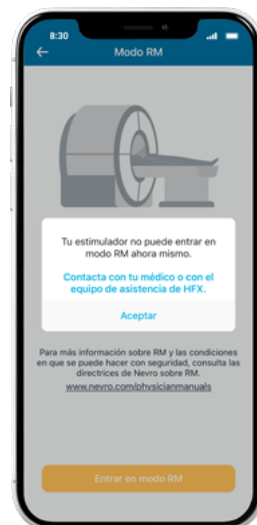 8:30
Modo RM
Tu estimulador no puede entrar en
modo RM ahora mismo.
Contacta con tu médico o con el
equipo de asistencia de HFX.
Aceptar
Para más información sobre RM y las condiciones
en que se puede hacer con seguridad, consulta las
directrices de Nevro sobre RM.
www.nevro.com/physicianmanuals
Entrar en modo RM